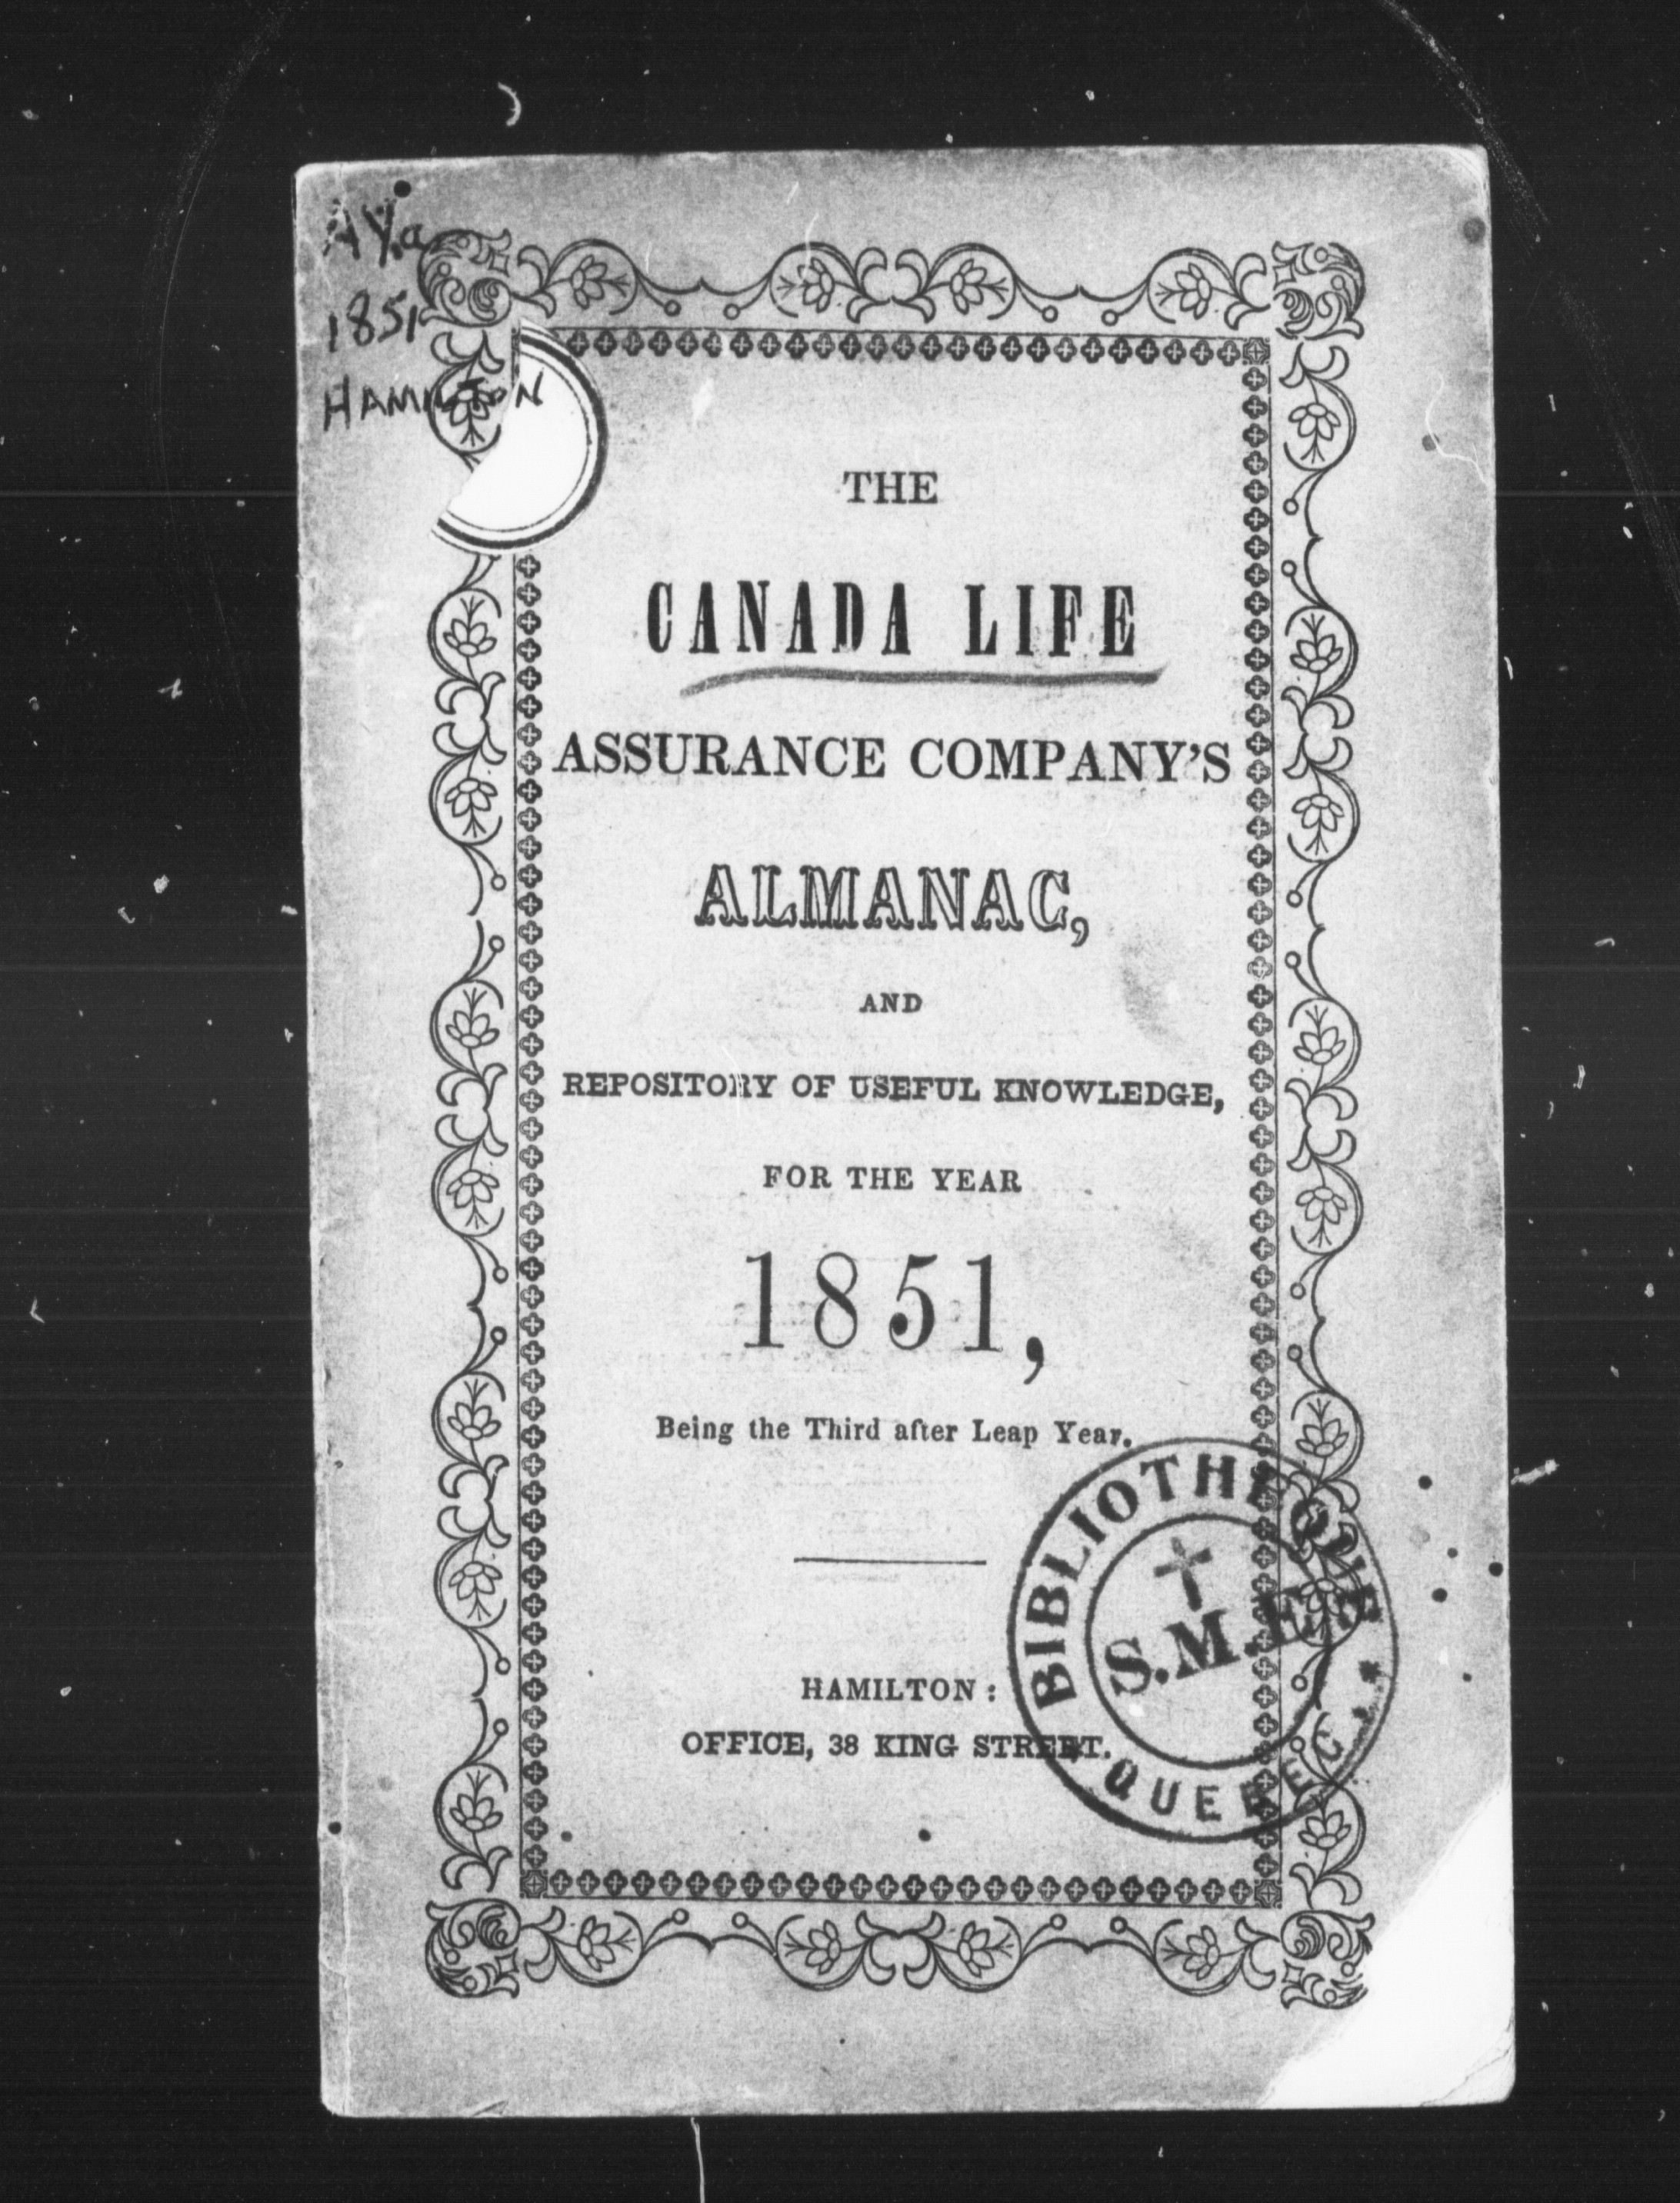 AY.a
1851
HAMILTON
THE
CANADA LIFE
ASSURANCE COMPANY'S
ALMANAC,
AND
REPOSITORY OF USEFUL KNOWLEDGE,
FOR THE YEAR
1851,
Being the Third after Leap Year.
HAMILTON:
OFFICE, 38 KING STREET.
BIBLIOTHEQUE
S.M.E.
QUEBEC